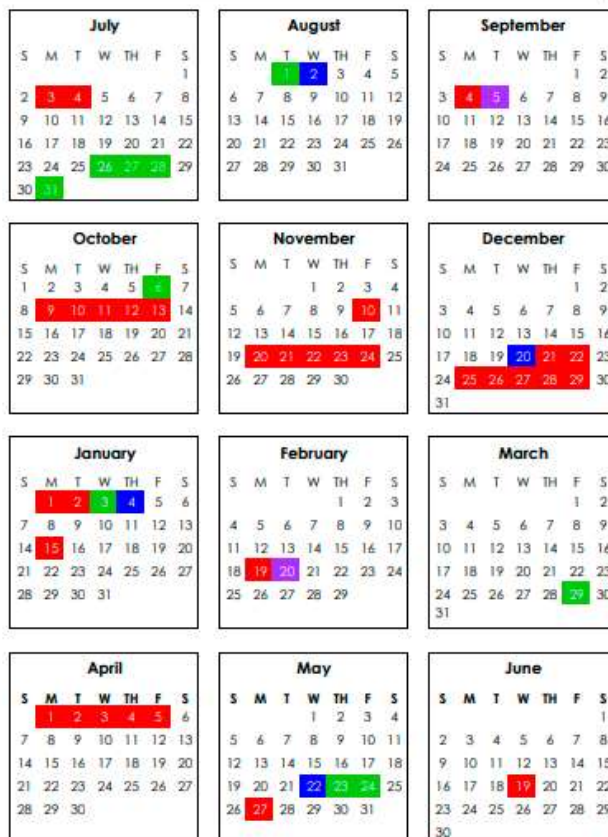 July
S M T W TH F S
1
2 3 4 5 6 7 8
9 10 11 12 13 14 15
16 17 18 19 20 21 22
23 24 25 26 27 28 29
30 31
August
S M T W TH F S
1 2 3 4 5
6 7 8 9 10 11 12
13 14 15 16 17 18 19
20 21 22 23 24 25 26
27 28 29 30 31
September
S M T W TH F S
1 2
3 4 5 6 7 8 9
10 11 12 13 14 15 16
17 18 19 20 21 22 23
24 25 26 27 28 29 30
October
S M T W TH F S
1 2 3 4 5 6 7
8 9 10 11 12 13 14
15 16 17 18 19 20 21
22 23 24 25 26 27 28
29 30 31
November
S M T W TH F S
1 2 3 4
5 6 7 8 9 10 11
12 13 14 15 16 17 18
19 20 21 22 23 24 25
26 27 28 29 30
December
S M T W TH F S
1 2
3 4 5 6 7 8 9
10 11 12 13 14 15 16
17 18 19 20 21 22 23
24 25 26 27 28 29 30
31
January
S M T W TH F S
1 2 3 4 5 6
7 8 9 10 11 12 13
14 15 16 17 18 19 20
21 22 23 24 25 26 27
28 29 30 31
February
S M T W TH F S
1 2 3
4 5 6 7 8 9 10
11 12 13 14 15 16 17
18 19 20 21 22 23 24
25 26 27 28 29
March
S M T W TH F S
1 2
3 4 5 6 7 8 9
10 11 12 13 14 15 16
17 18 19 20 21 22 23
24 25 26 27 28 29 30
31
April
S M T W TH F S
1 2 3 4 5 6
7 8 9 10 11 12 13
14 15 16 17 18 19 20
21 22 23 24 25 26 27
28 29 30
May
S M T W TH F S
1 2 3 4
5 6 7 8 9 10 11
12 13 14 15 16 17 18
19 20 21 22 23 24 25
26 27 28 29 30 31
June
S M T W TH F S
1
2 3 4 5 6 7 8
9 10 11 12 13 14 15
16 17 18 19 20 21 22
23 24 25 26 27 28 29
30